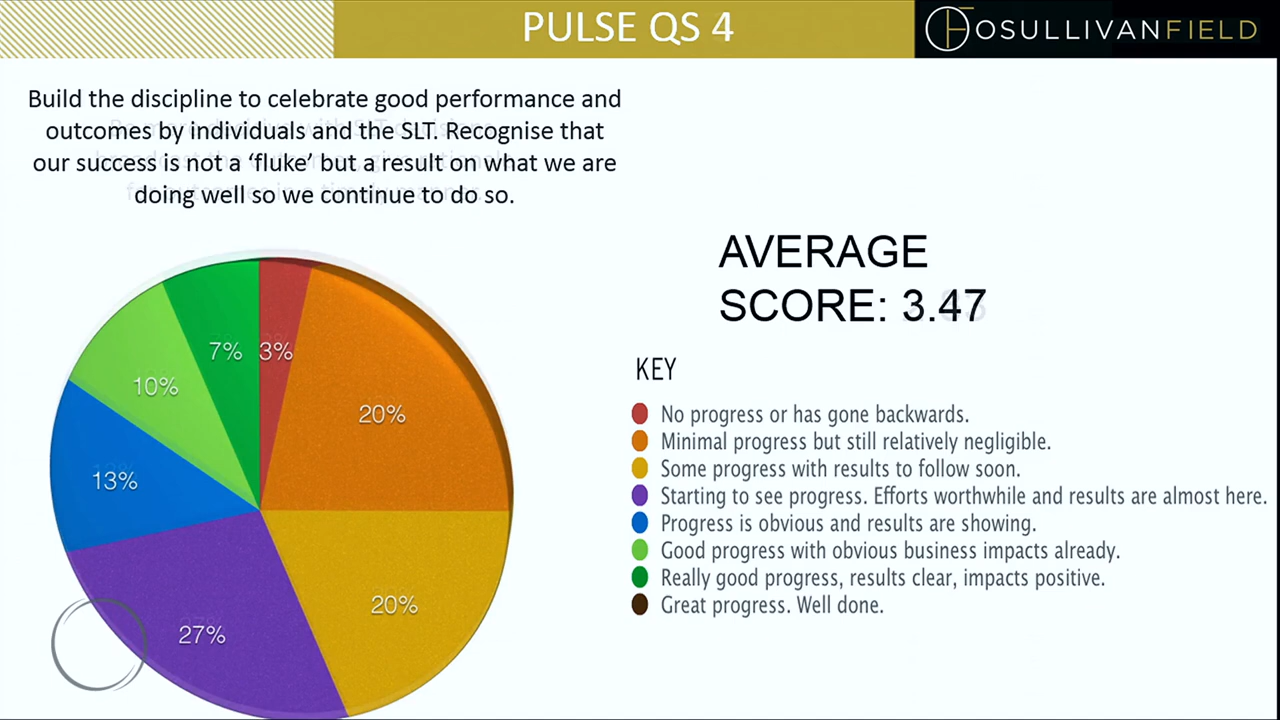 PULSE QS 4
OSULLIVANFIELD
Build the discipline to celebrate good performance and
outcomes by individuals and the SLT. Recognise that
our success is not a ‘fluke’ but a result on what we are
doing well so we continue to do so.
AVERAGE
SCORE: 3.47
7%
3%
10%
20%
13%
20%
27%
KEY
No progress or has gone backwards.
Minimal progress but still relatively negligible.
Some progress with results to follow soon.
Starting to see progress. Efforts worthwhile and results are almost here.
Progress is obvious and results are showing.
Good progress with obvious business impacts already.
Really good progress, results clear, impacts positive.
Great progress. Well done.